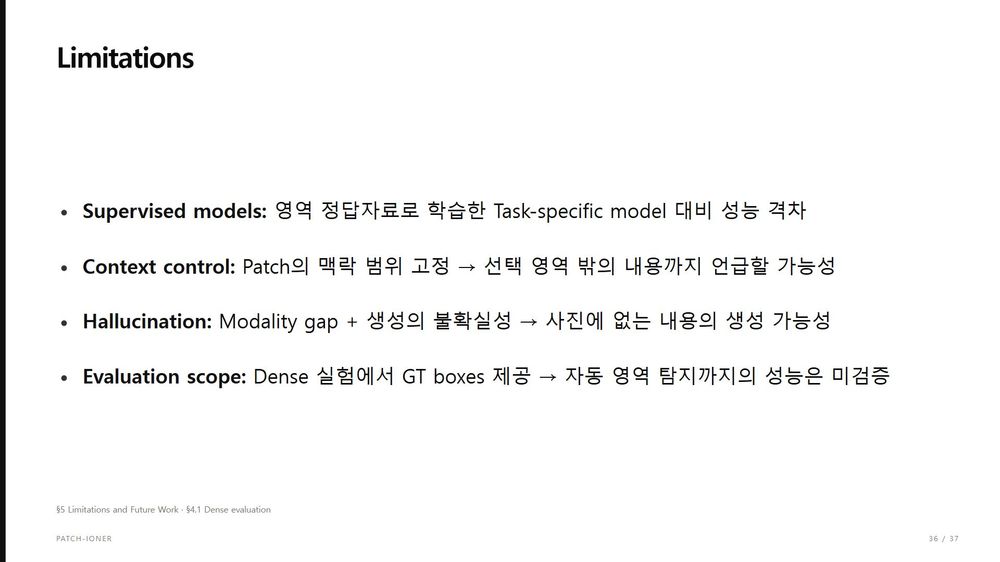 Limitations
• Supervised models: 영역 정답자료로 학습한 Task-specific model 대비 성능 격차
• Context control: Patch의 맥락 범위 고정 → 선택 영역 밖의 내용까지 언급할 가능성
• Hallucination: Modality gap + 생성의 불확실성 → 사진에 없는 내용의 생성 가능성
• Evaluation scope: Dense 실험에서 GT boxes 제공 → 자동 영역 탐지까지의 성능은 미검증
§5 Limitations and Future Work · §4.1 Dense evaluation
PATCH-IONER
36 / 37